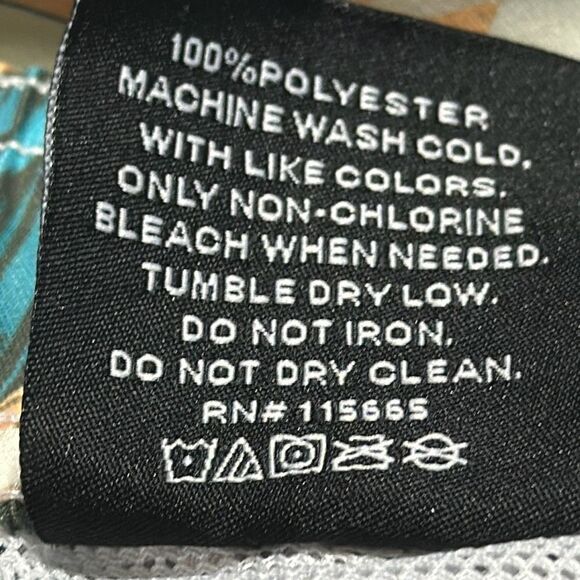 100%POLYESTER
MACHINE WASH COLD.
WITH LIKE COLORS.
ONLY NON-CHLORINE
BLEACH WHEN NEEDED.
TUMBLE DRY LOW.
DO NOT IRON.
DO NOT DRY CLEAN.
RN# 115665